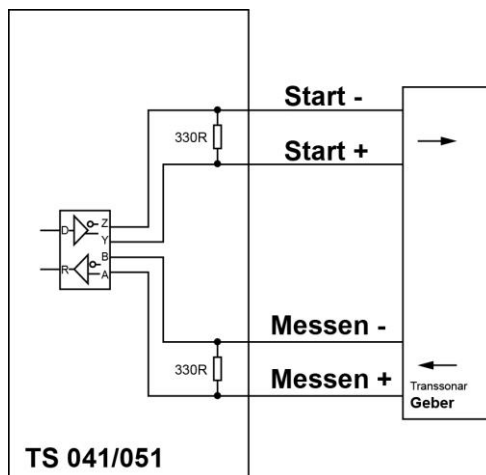 Start -
330R
Start +
Z
D
Y
B
R
A
Messen -
330R
Messen +
Transsonar
Geber
TS 041/051